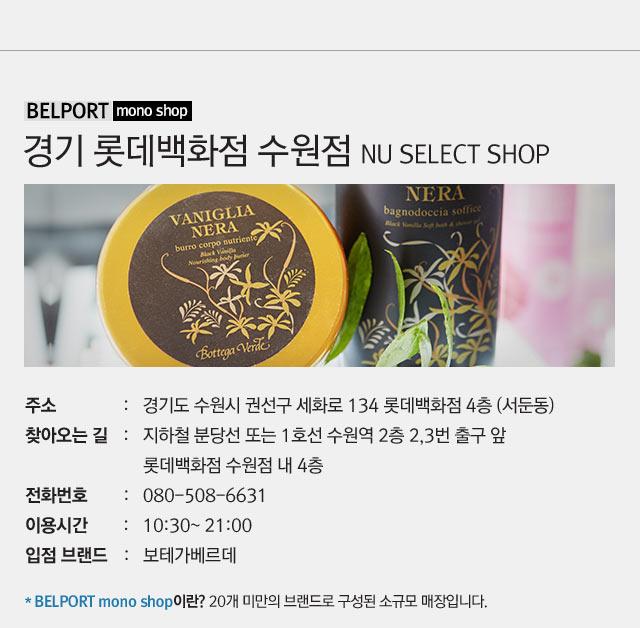 BELPORT mono shop
경기 롯데백화점 수원점 NU SELECT SHOP
VANIGLIA
NERA
burro corpo nutriente
Black Vanilla
Nourishing body butter
Bottega Verde
NERA
bagnodoccia soffice
Black Vanilla Soft bath & shower gel
주소 : 경기도 수원시 권선구 세화로 134 롯데백화점 4층 (서둔동)
찾아오는 길 : 지하철 분당선 또는 1호선 수원역 2층 2,3번 출구 앞
롯데백화점 수원점 내 4층
전화번호 : 080-508-6631
이용시간 : 10:30~ 21:00
입점 브랜드 : 보테가베르데
* BELPORT mono shop이란? 20개 미만의 브랜드로 구성된 소규모 매장입니다.